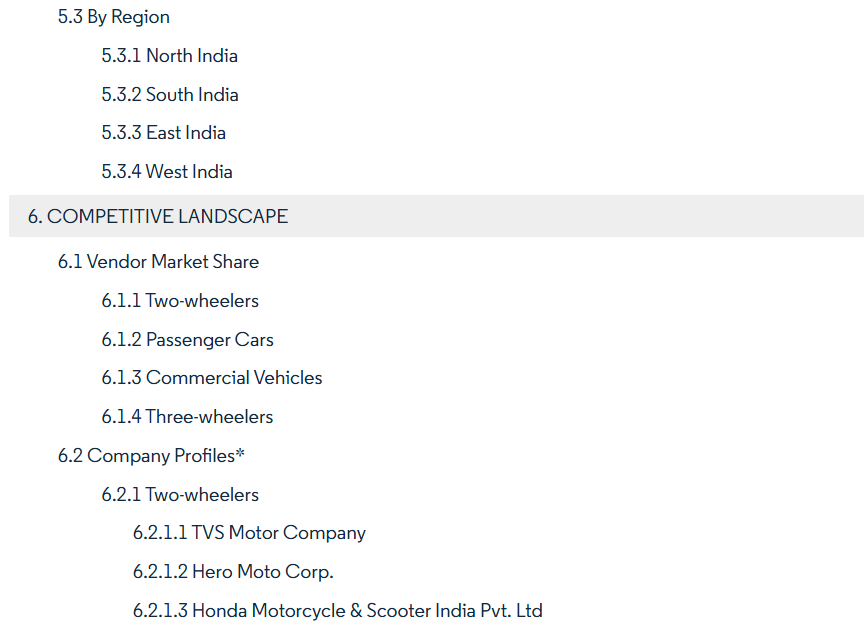 5.3 By Region
5.3.1 North India
5.3.2 South India
5.3.3 East India
5.3.4 West India
6. COMPETITIVE LANDSCAPE
6.1 Vendor Market Share
6.1.1 Two-wheelers
6.1.2 Passenger Cars
6.1.3 Commercial Vehicles
6.1.4 Three-wheelers
6.2 Company Profiles*
6.2.1 Two-wheelers
6.2.1.1 TVS Motor Company
6.2.1.2 Hero Moto Corp.
6.2.1.3 Honda Motorcycle & Scooter India Pvt. Ltd